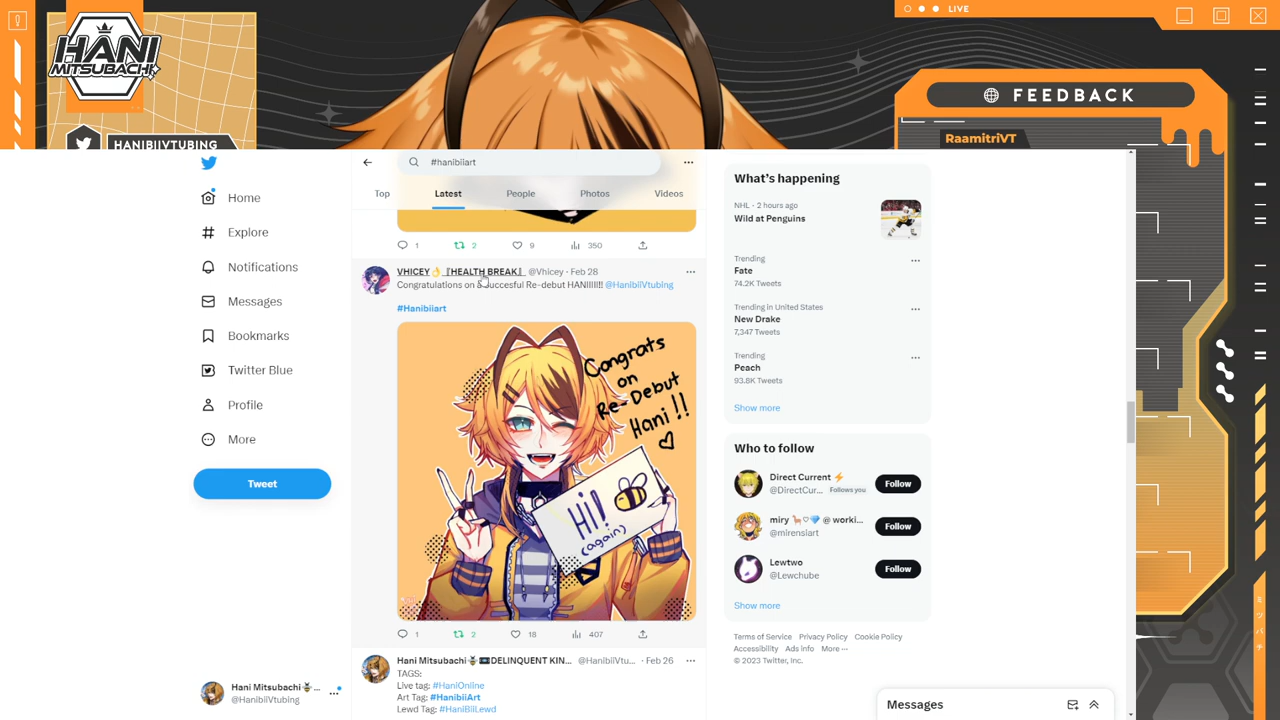 LIVE
HANI
MITSUBACHI
HANIBIIVTUBING
FEEDBACK
RaamitriVT
#hanibiiart
Top
Latest
People
Photos
Videos
Home
Explore
Notifications
Messages
Bookmarks
Twitter Blue
Profile
More
Tweet
Hani Mitsubachi ...
@HanibiiVtubing
1
2
9
350
VHICEY👌『HEALTH BREAK』 @Vhicey · Feb 28
Congratulations on a succesful Re-debut HANIIIII!! @HanibiiVtubing
#Hanibiiart
Congrats
on
Re-Debut
Hani!!
Hi!
(again)
1
2
18
407
Hani Mitsubachi DELINQUENT KIN... @HanibiiVtu... · Feb 26
TAGS:
Live tag: #HaniOnline
Art Tag: #HanibiiArt
Lewd Tag: #HaniBiiLewd
What's happening
NHL · 2 hours ago
Wild at Penguins
Trending
Fate
74.2K Tweets
Trending in United States
New Drake
7,347 Tweets
Trending
Peach
93.8K Tweets
Show more
Who to follow
Direct Current ⚡
@DirectCur... Follows you
Follow
miry @ worki...
@mirensiart
Follow
Lewtwo
@Lewchube
Follow
Show more
Terms of Service Privacy Policy Cookie Policy
Accessibility Ads info More ···
© 2023 Twitter, Inc.
Messages
ミツバチ